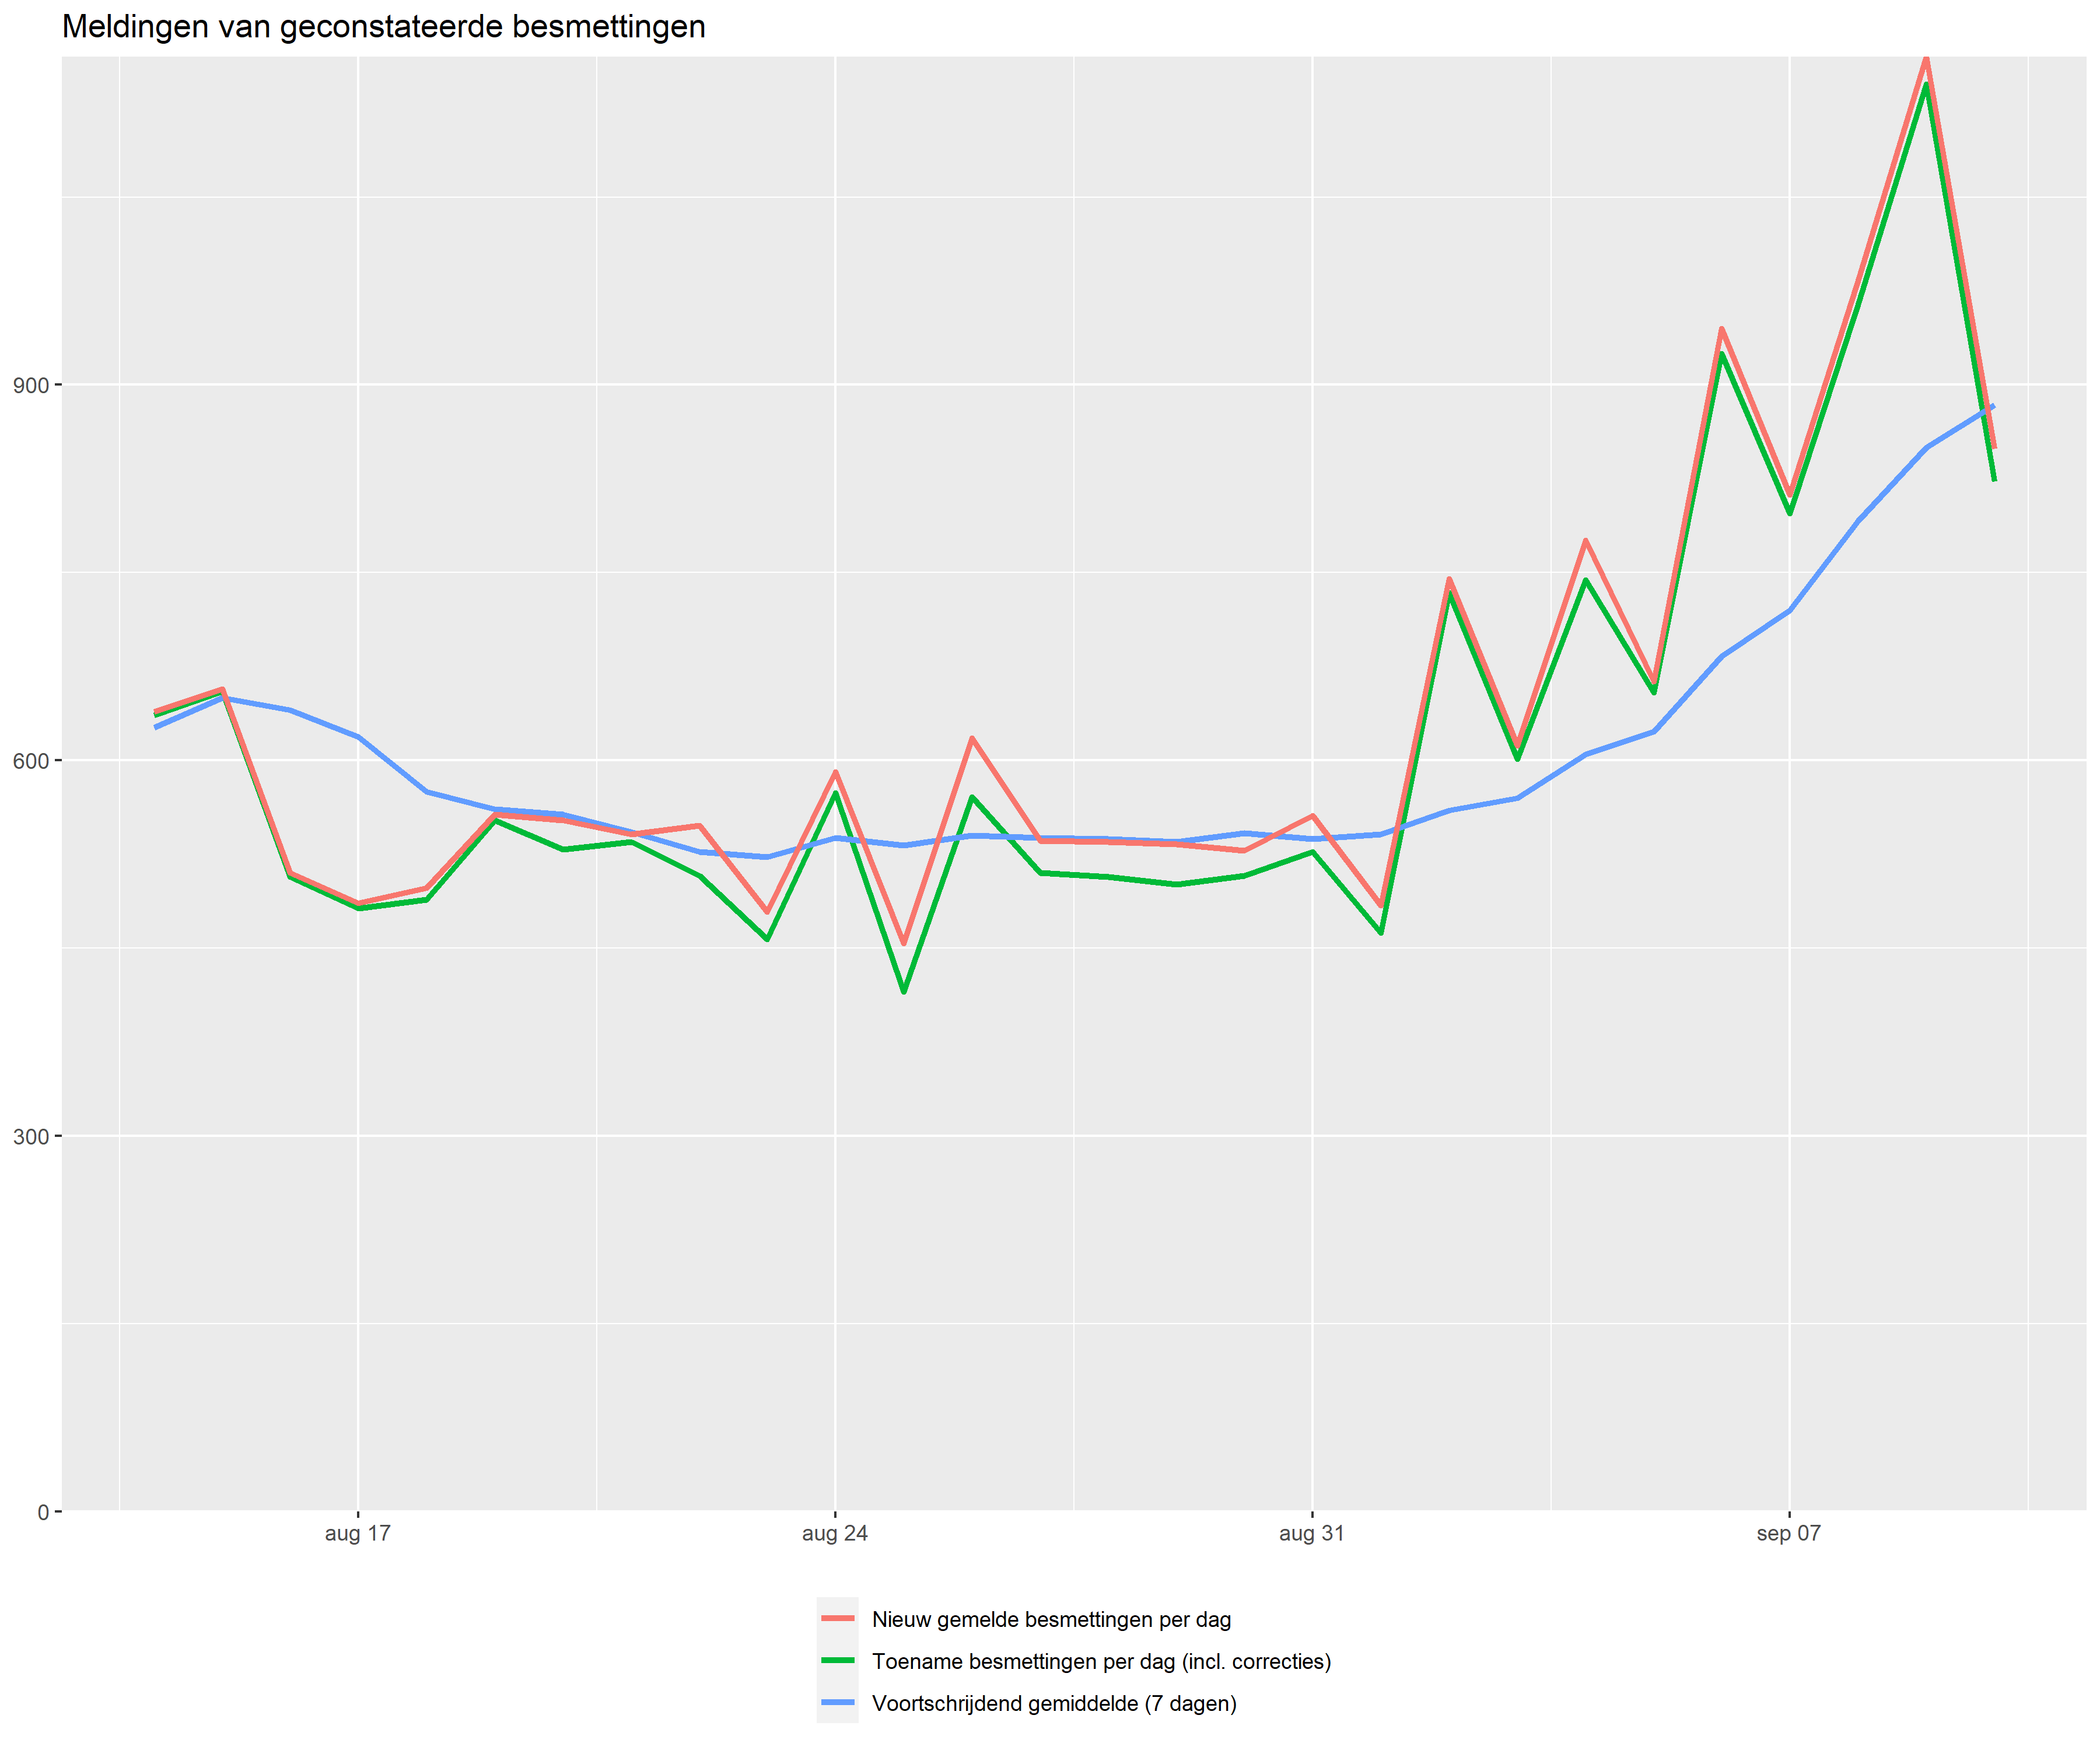 Meldingen van geconstateerde besmettingen
900
600
300
0
aug 17 aug 24 aug 31 sep 07
Nieuw gemelde besmettingen per dag
Toename besmettingen per dag (incl. correcties)
Voortschrijdend gemiddelde (7 dagen)